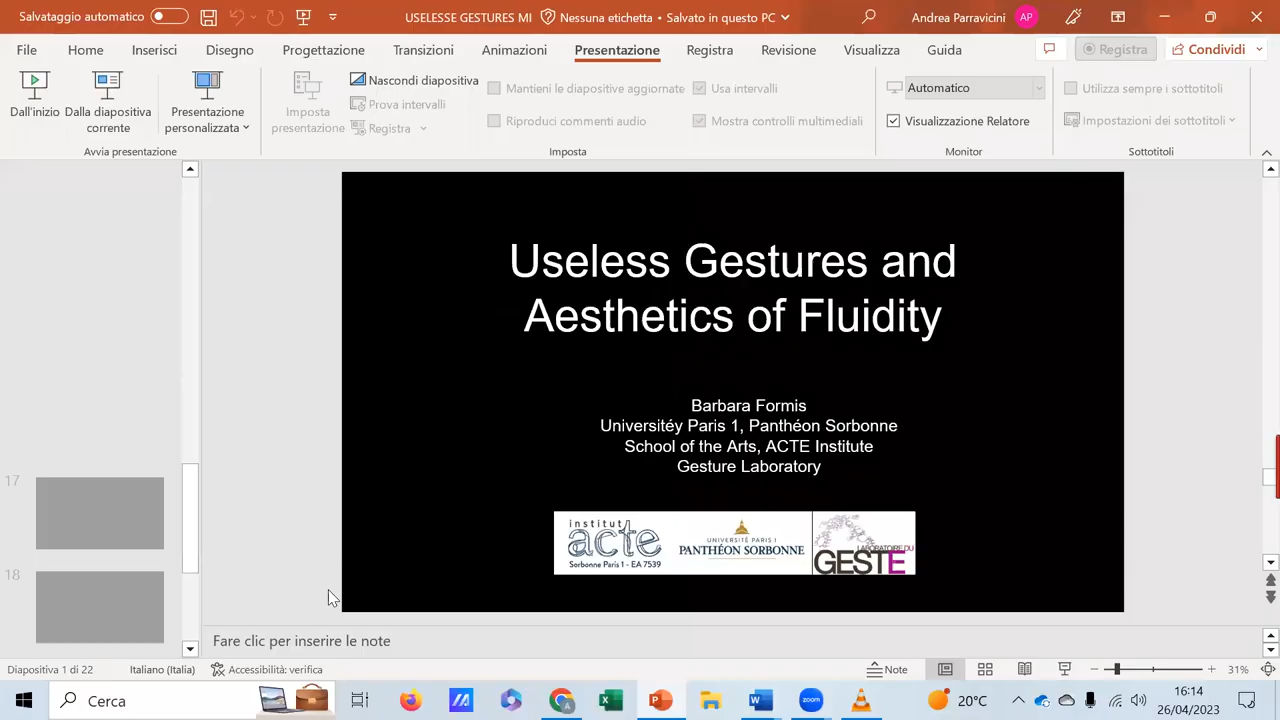 Salvataggio automatico
USELESSE GESTURES MI
Nessuna etichetta • Salvato in questo PC
Andrea Parravicini
AP
File
Home
Inserisci
Disegno
Progettazione
Transizioni
Animazioni
Presentazione
Registra
Revisione
Visualizza
Guida
Registra
Condividi
Dall'inizio
Dalla diapositiva
corrente
Presentazione
personalizzata
Avvia presentazione
Imposta
presentazione
Nascondi diapositiva
Prova intervalli
Registra
Mantieni le diapositive aggiornate
Riproduci commenti audio
Usa intervalli
Mostra controlli multimediali
Imposta
Automatico
Visualizzazione Relatore
Monitor
Utilizza sempre i sottotitoli
Impostazioni dei sottotitoli
Sottotitoli
17
18
Useless Gestures and
Aesthetics of Fluidity
Barbara Formis
Universitéy Paris 1, Panthéon Sorbonne
School of the Arts, ACTE Institute
Gesture Laboratory
institut
acte
Sorbonne Paris 1 - EA 7539
UNIVERSITÉ PARIS 1
PANTHÉON SORBONNE
LABORATOIRE DU
GESTE
Fare clic per inserire le note
Diapositiva 1 di 22
Italiano (Italia)
Accessibilità: verifica
Note
31%
Cerca
zoom
20°C
16:14
26/04/2023